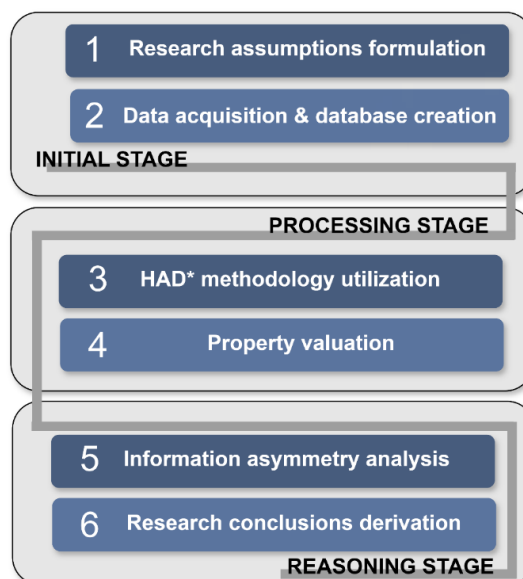 1 Research assumptions formulation
2 Data acquisition & database creation
INITIAL STAGE
PROCESSING STAGE
3 HAD* methodology utilization
4 Property valuation
5 Information asymmetry analysis
6 Research conclusions derivation
REASONING STAGE